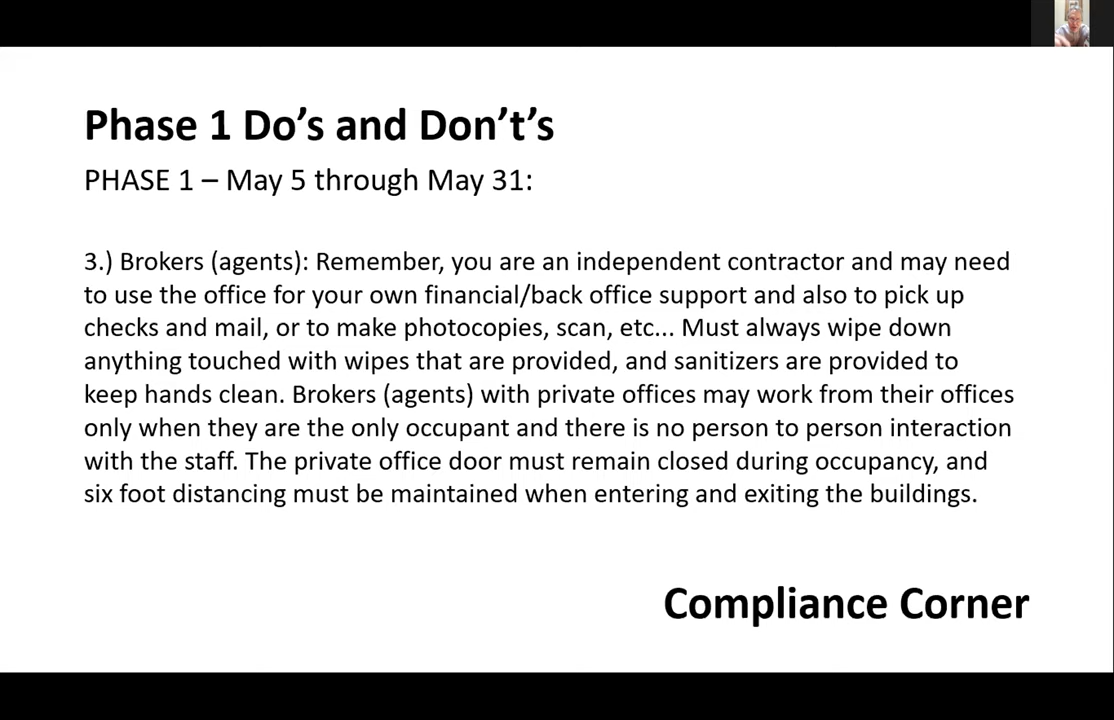 Phase 1 Do’s and Don’t’s
PHASE 1 – May 5 through May 31:
3.) Brokers (agents): Remember, you are an independent contractor and may need
to use the office for your own financial/back office support and also to pick up
checks and mail, or to make photocopies, scan, etc... Must always wipe down
anything touched with wipes that are provided, and sanitizers are provided to
keep hands clean. Brokers (agents) with private offices may work from their offices
only when they are the only occupant and there is no person to person interaction
with the staff. The private office door must remain closed during occupancy, and
six foot distancing must be maintained when entering and exiting the buildings.
Compliance Corner